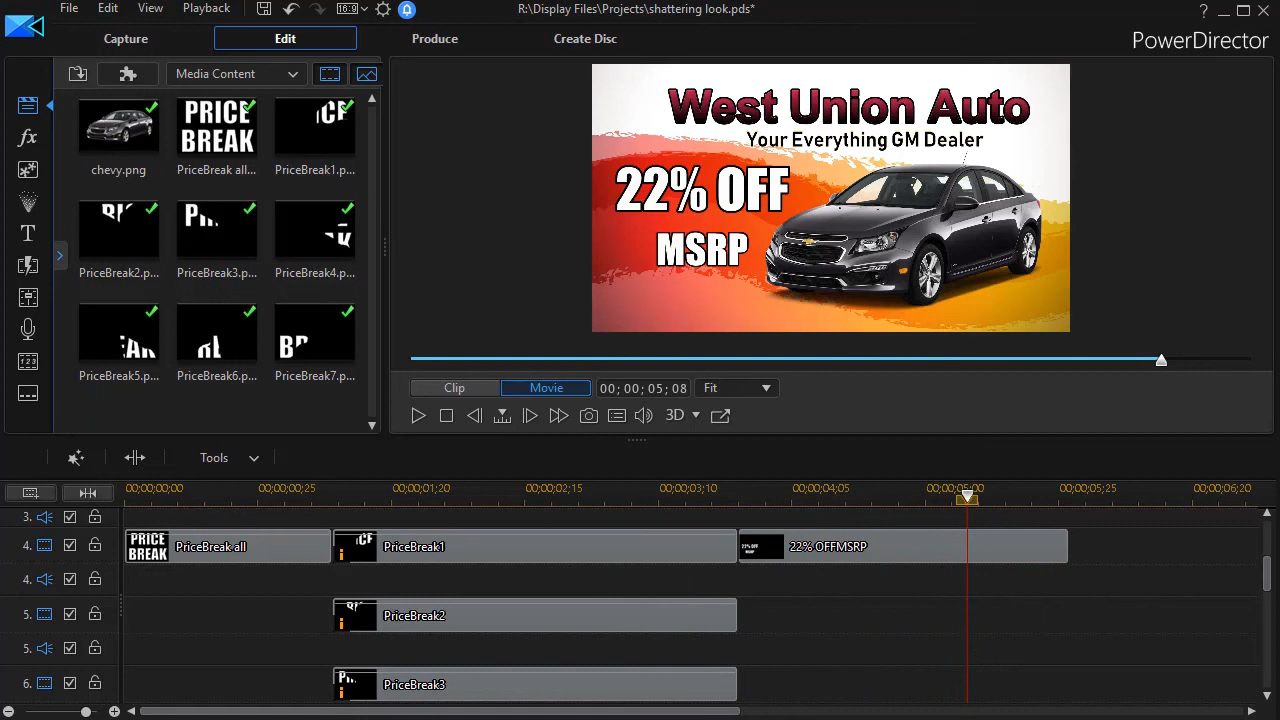 File Edit View Playback 16:9 R:\Display Files\Projects\shattering look.pds* ?
Capture Edit Produce Create Disc PowerDirector
Media Content
PRICE BREAK
chevy.png PriceBreak all... PriceBreak1.p...
PriceBreak2.p... PriceBreak3.p... PriceBreak4.p...
PriceBreak5.p... PriceBreak6.p... PriceBreak7.p...
fx
T
West Union Auto
Your Everything GM Dealer
22% OFF
MSRP
Clip Movie 00; 00; 05; 08 Fit
3D
Tools
00;00;00;00 00;00;00;25 00;00;01;20 00;00;02;15 00;00;03;10 00;00;04;05 00;00;05;00 00;00;05;25 00;00;06;20
3.
4. PRICE BREAK PriceBreak all PriceBreak1 22% OFFMSRP
4.
5. PriceBreak2
5.
6. PriceBreak3